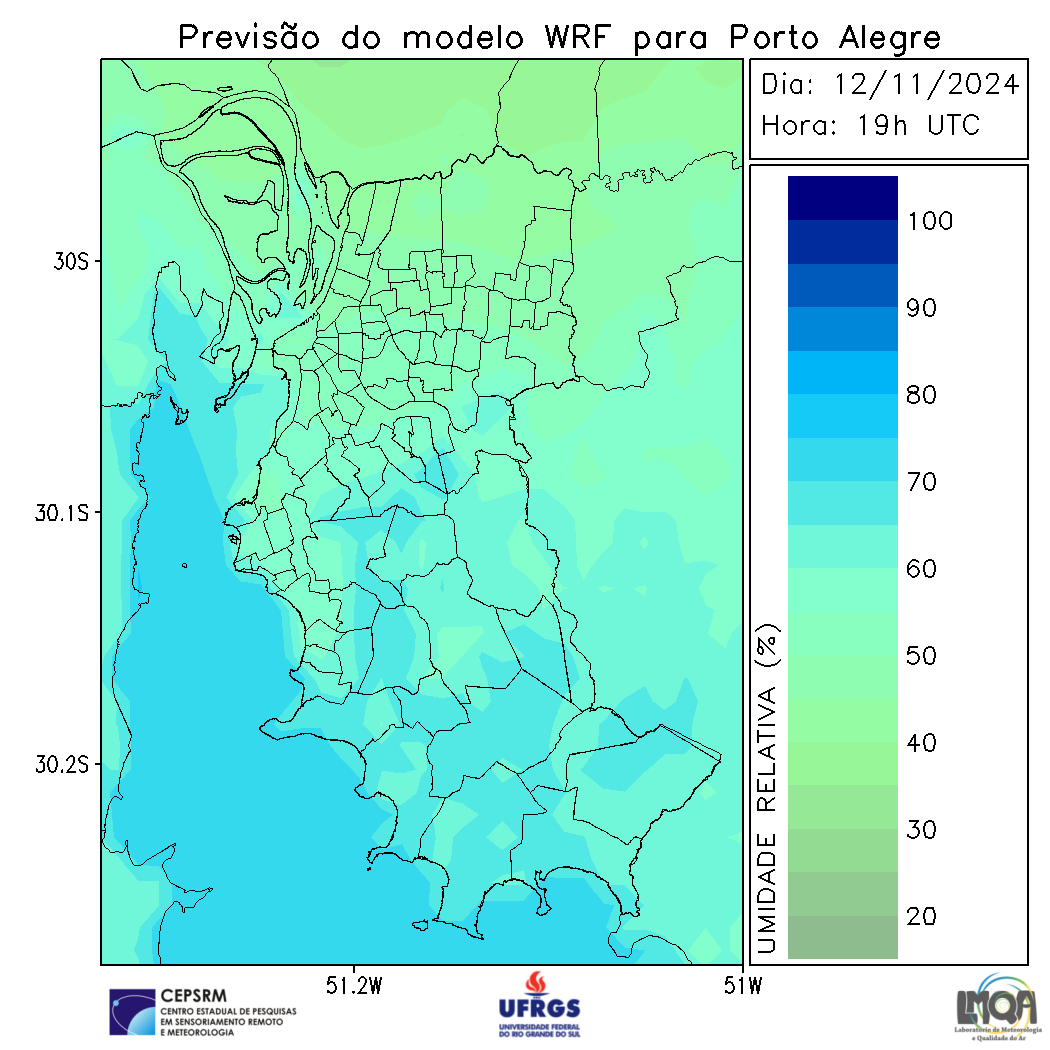 Previsão do modelo WRF para Porto Alegre
Dia: 12/11/2024
Hora: 19h UTC
100
90
80
70
60
50
40
30
20
UMIDADE RELATIVA (%)
30S
30.1S
30.2S
51.2W
51W
CEPSRM
CENTRO ESTADUAL DE PESQUISAS
EM SENSORIAMENTO REMOTO
E METEOROLOGIA
UFRGS
UNIVERSIDADE FEDERAL
DO RIO GRANDE DO SUL
LMQA
Laboratório de Meteorologia
e Qualidade do Ar